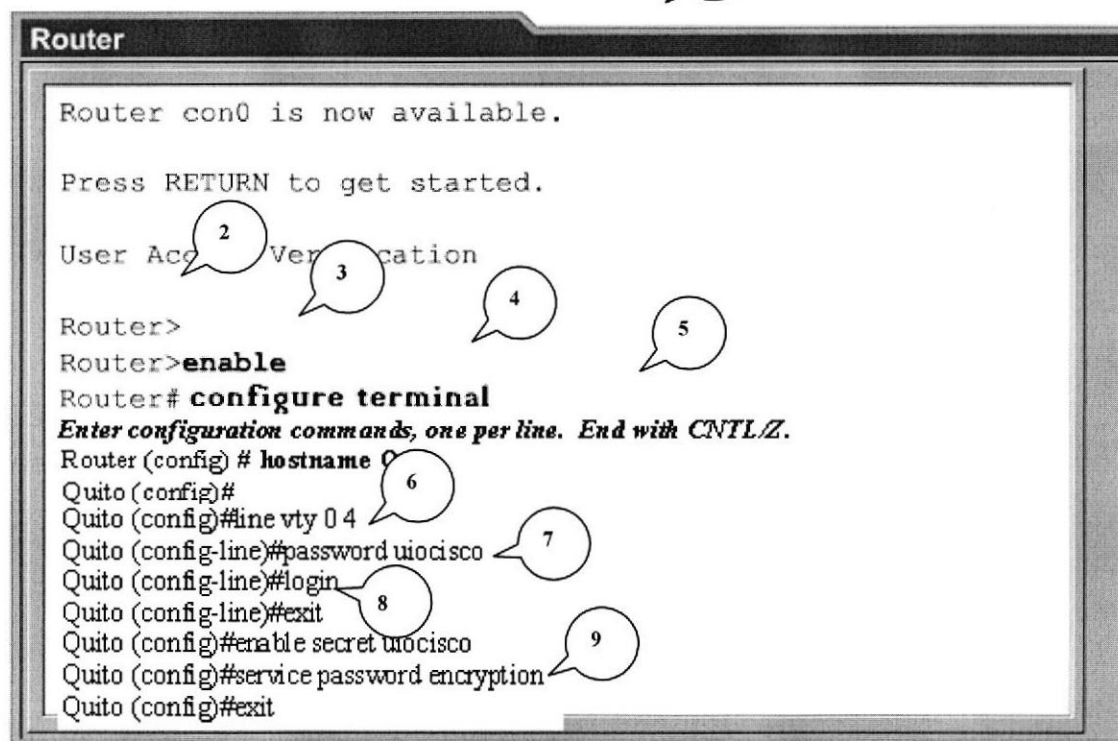 Router
Router con0 is now available.
Press RETURN to get started.
2
User cation
3
4
5
Router>
Router>enable
Router# configure terminal
Enter configuration commands, one per line. End with CNTL/Z.
Router (config) # hostname
6
Quito (config)#
Quito (config)#line vty 0 4
7
Quito (config-line)#password uiocisco
Quito (config-line)#login
8
Quito (config-line)#exit
Quito (config)#enable secret uiocisco
9
Quito (config)#service password encryption
Quito (config)#exit